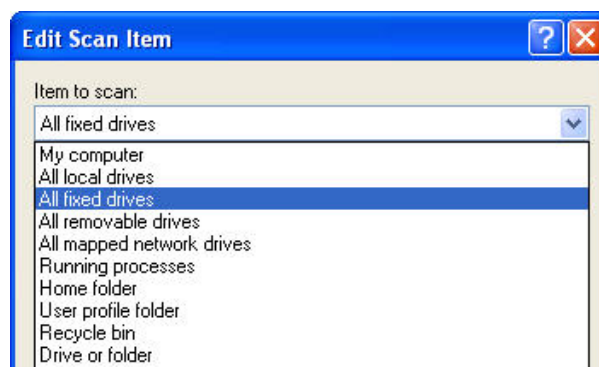 Edit Scan Item
Item to scan:
All fixed drives
My computer
All local drives
All fixed drives
All removable drives
All mapped network drives
Running processes
Home folder
User profile folder
Recycle bin
Drive or folder